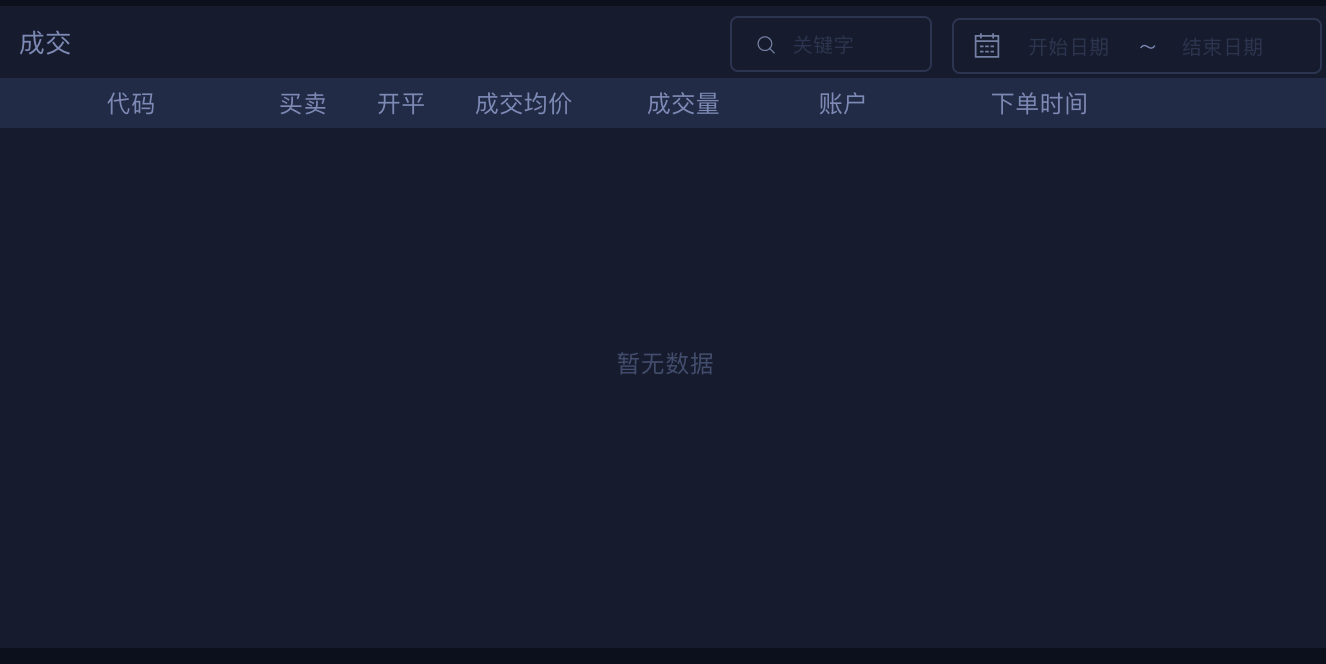 成交 关键字 开始日期 ~ 结束日期
代码 买卖 开平 成交均价 成交量 账户 下单时间
暂无数据